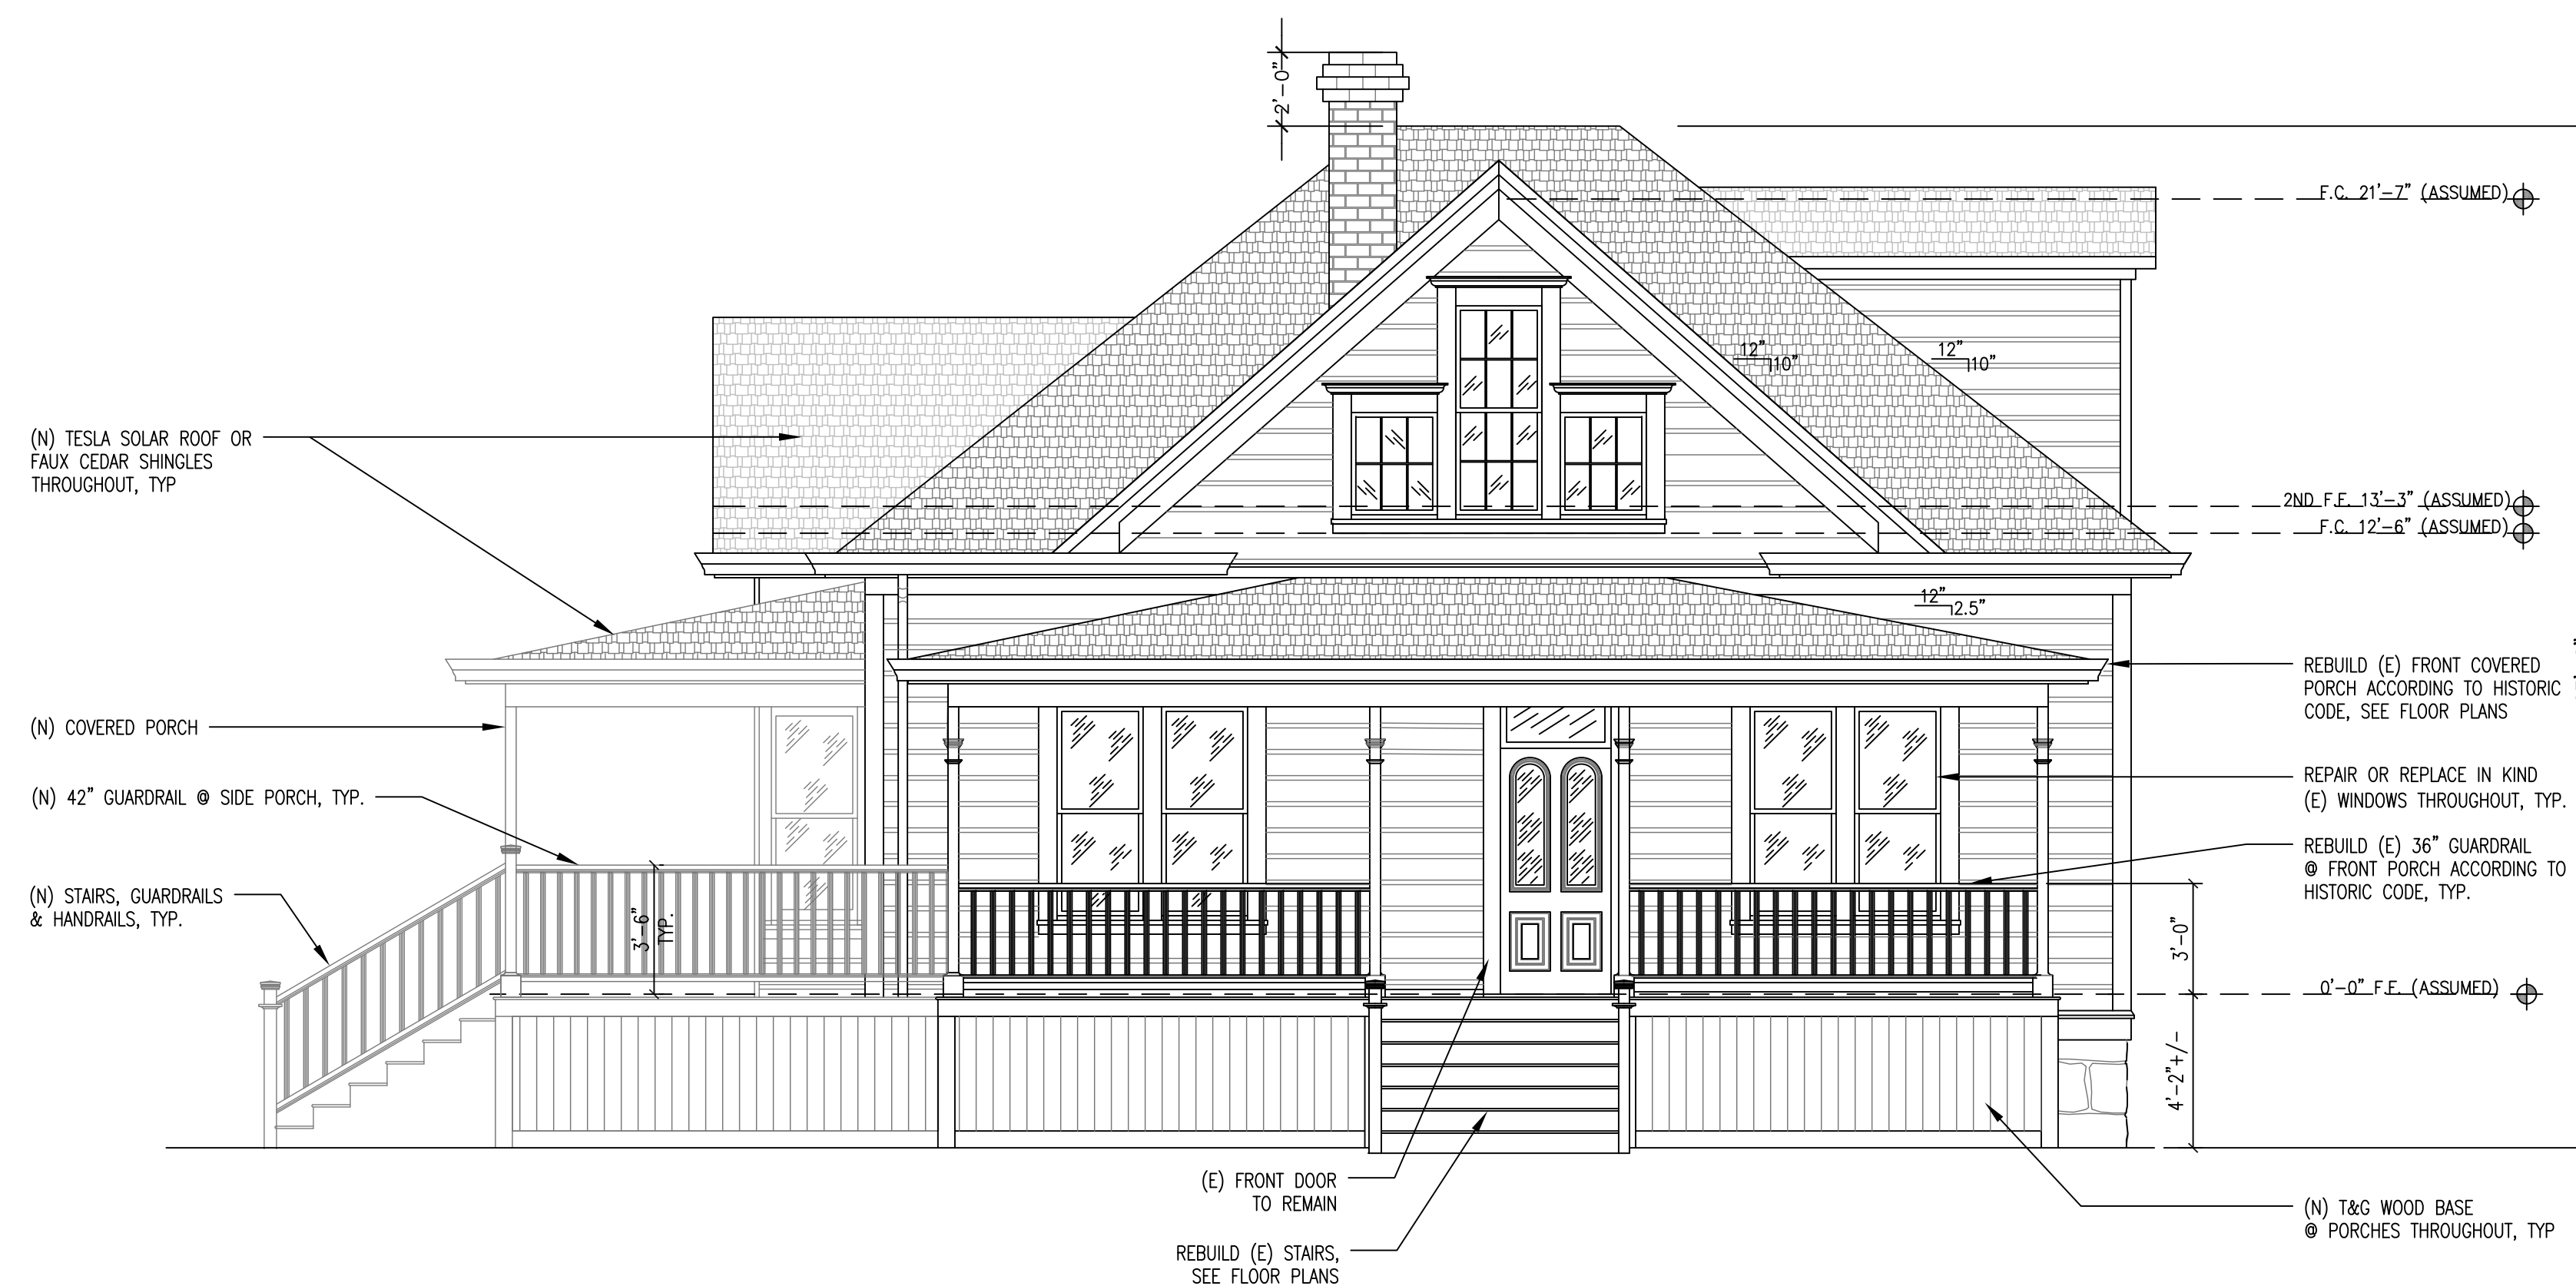 2'-0"
F.C. 21'-7" (ASSUMED)
12"
10"
12"
10"
(N) TESLA SOLAR ROOF OR
FAUX CEDAR SHINGLES
THROUGHOUT, TYP
2ND F.F. 13'-3" (ASSUMED)
F.C. 12'-6" (ASSUMED)
12"
2.5"
REBUILD (E) FRONT COVERED
PORCH ACCORDING TO HISTORIC
CODE, SEE FLOOR PLANS
(N) COVERED PORCH
REPAIR OR REPLACE IN KIND
(E) WINDOWS THROUGHOUT, TYP.
(N) 42" GUARDRAIL @ SIDE PORCH, TYP.
REBUILD (E) 36" GUARDRAIL
@ FRONT PORCH ACCORDING TO
HISTORIC CODE, TYP.
(N) STAIRS, GUARDRAILS
& HANDRAILS, TYP.
3'-6"
TYP.
3'-0"
0'-0" F.F. (ASSUMED)
4'-2"+/-
(E) FRONT DOOR
TO REMAIN
(N) T&G WOOD BASE
@ PORCHES THROUGHOUT, TYP
REBUILD (E) STAIRS,
SEE FLOOR PLANS